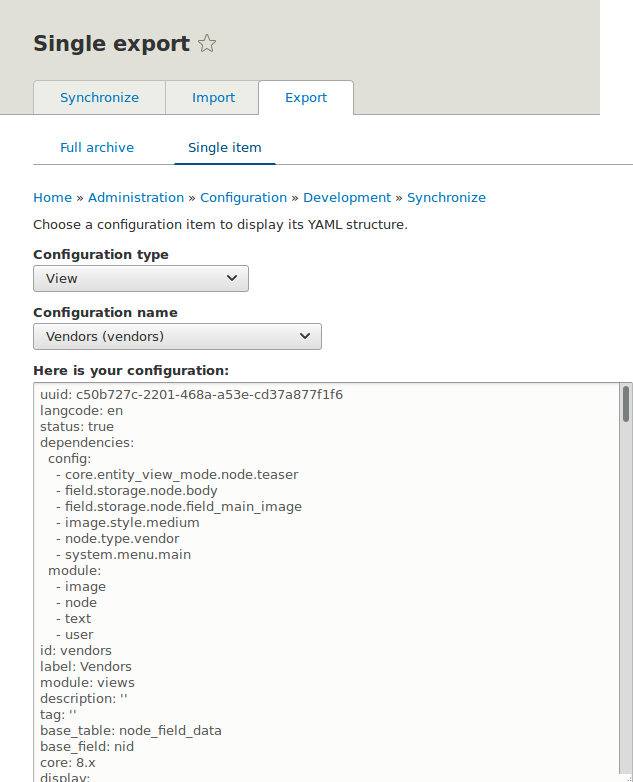 Single export
Synchronize Import Export
Full archive Single item
Home » Administration » Configuration » Development » Synchronize
Choose a configuration item to display its YAML structure.
Configuration type
View
Configuration name
Vendors (vendors)
Here is your configuration:
uuid: c50b727c-2201-468a-a53e-cd37a877f1f6
langcode: en
status: true
dependencies:
  config:
    - core.entity_view_mode.node.teaser
    - field.storage.node.body
    - field.storage.node.field_main_image
    - image.style.medium
    - node.type.vendor
    - system.menu.main
  module:
    - image
    - node
    - text
    - user
id: vendors
label: Vendors
module: views
description: ''
tag: ''
base_table: node_field_data
base_field: nid
core: 8.x
display: